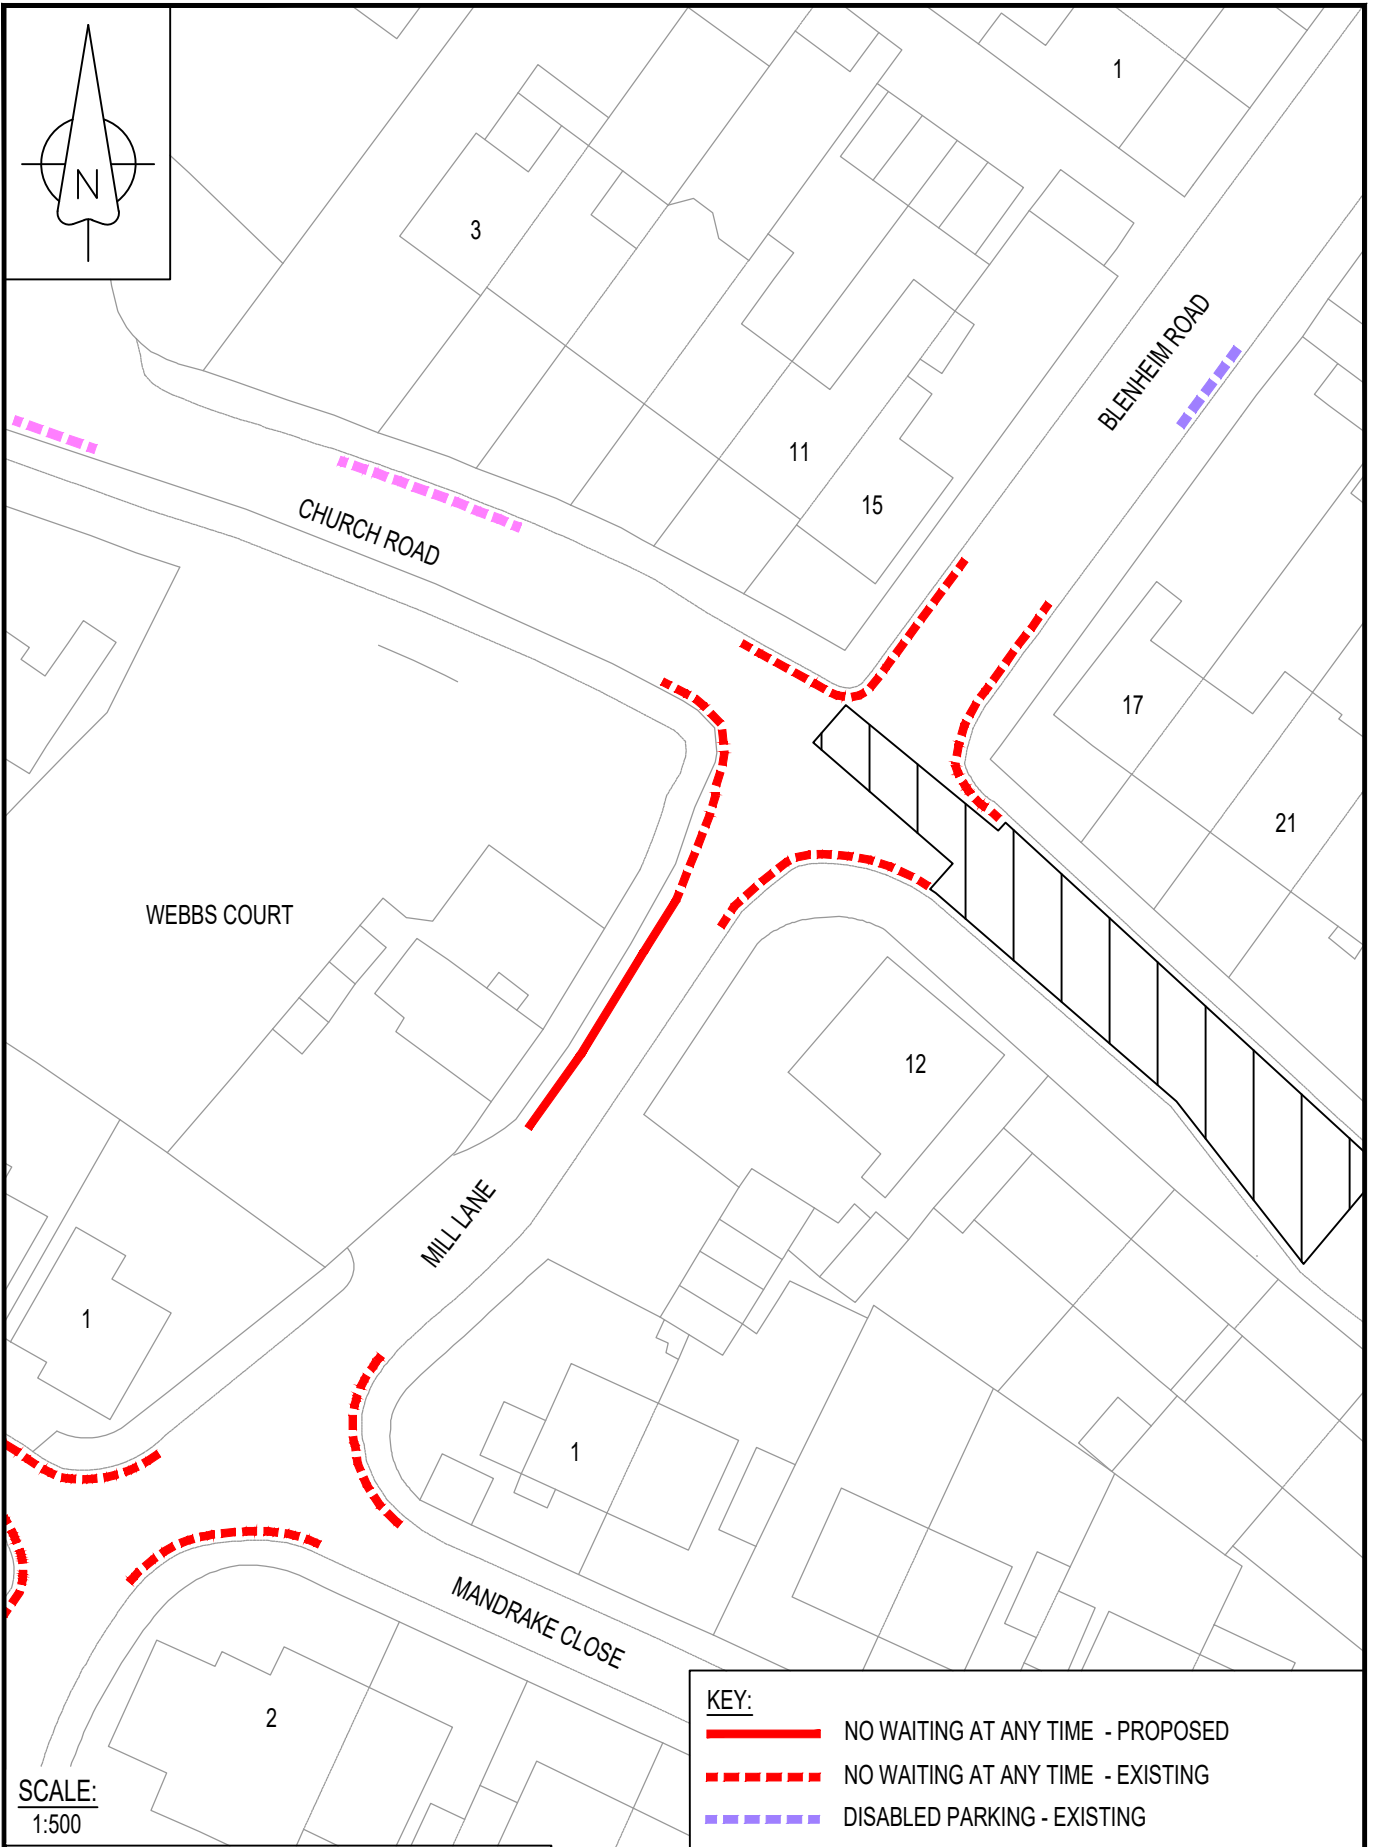 N
1
3
BLENHEIM ROAD
11
15
CHURCH ROAD
17
21
WEBBS COURT
12
MILL LANE
1
1
MANDRAKE CLOSE
2
KEY:
NO WAITING AT ANY TIME - PROPOSED
NO WAITING AT ANY TIME - EXISTING
DISABLED PARKING - EXISTING
SCALE:
1:500